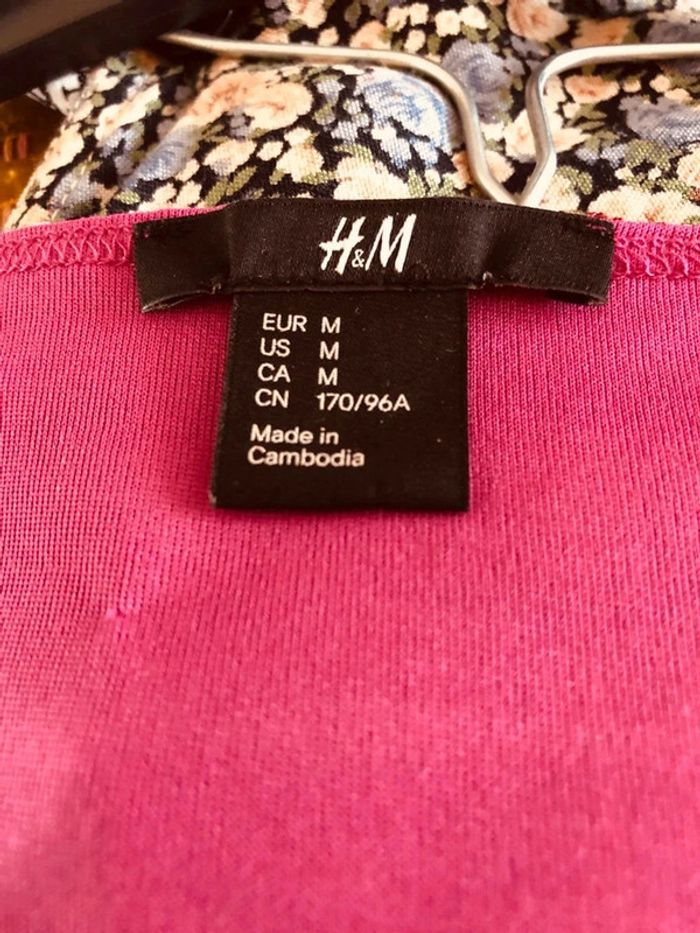 H&M
EUR M
US M
CA M
CN 170/96A
Made in
Cambodia